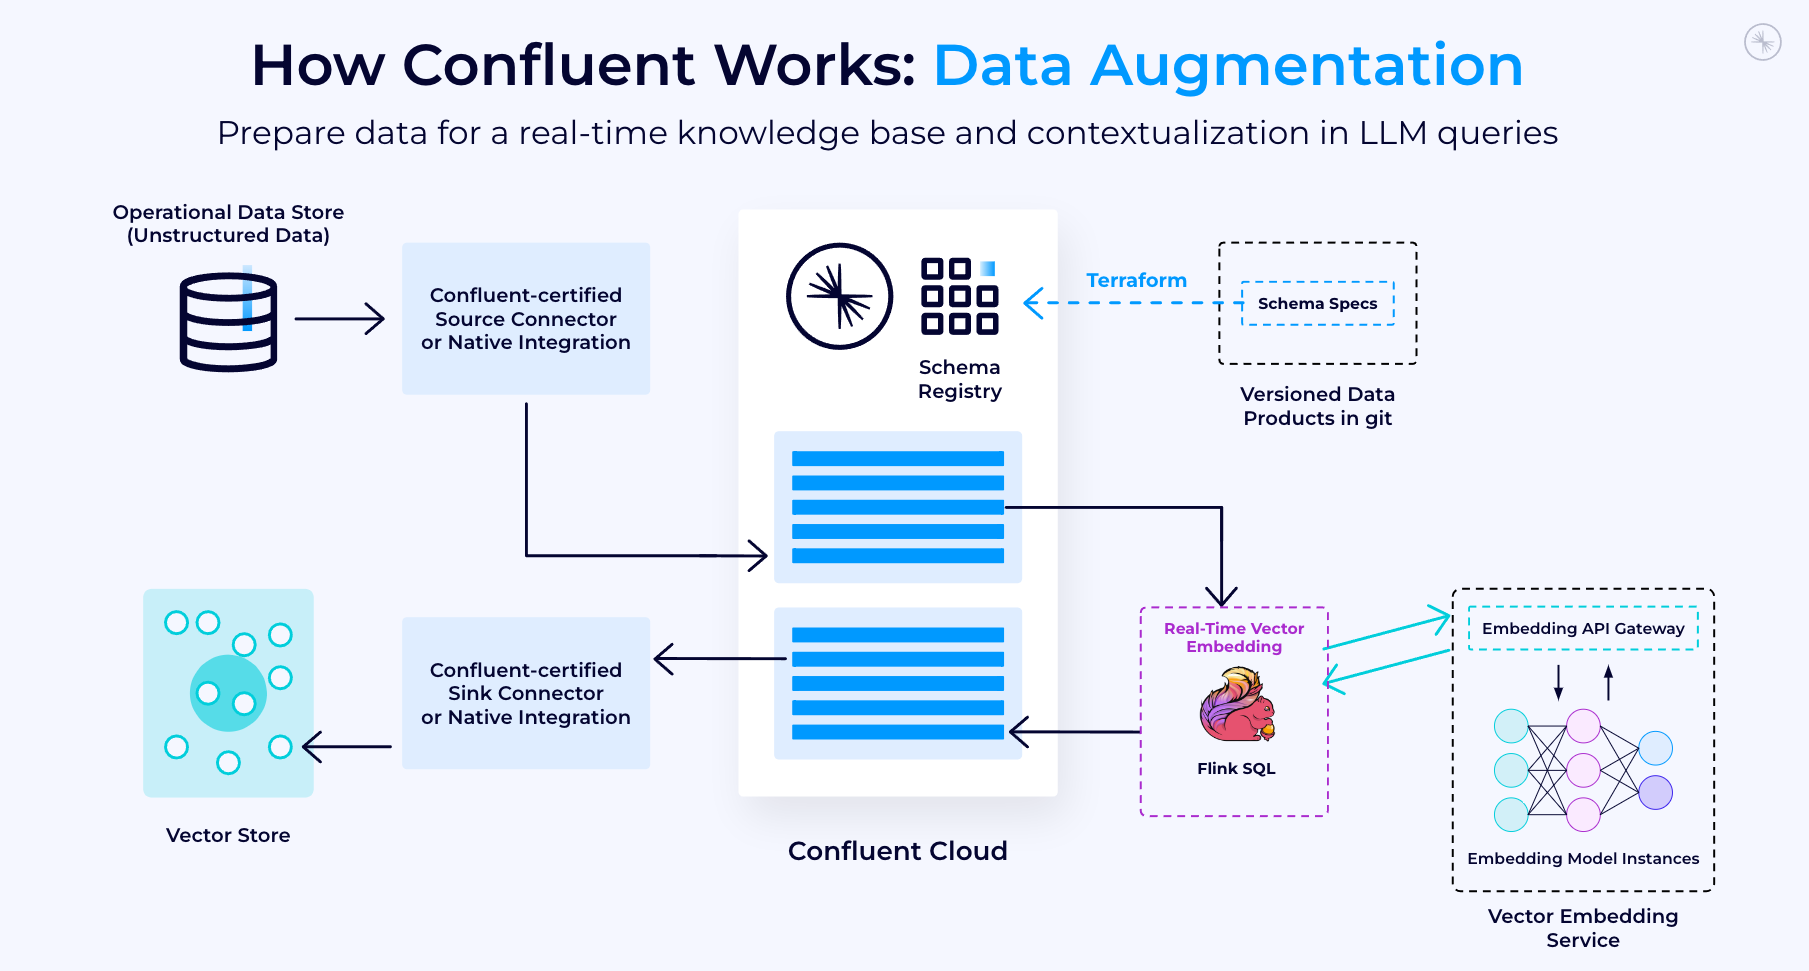 How Confluent Works: Data Augmentation
Prepare data for a real-time knowledge base and contextualization in LLM queries
Operational Data Store
(Unstructured Data)
Confluent-certified
Source Connector
or Native Integration
Schema
Registry
Terraform
Schema Specs
Versioned Data
Products in git
Real-Time Vector
Embedding
Flink SQL
Embedding API Gateway
Embedding Model Instances
Vector Embedding
Service
Confluent-certified
Sink Connector
or Native Integration
Vector Store
Confluent Cloud